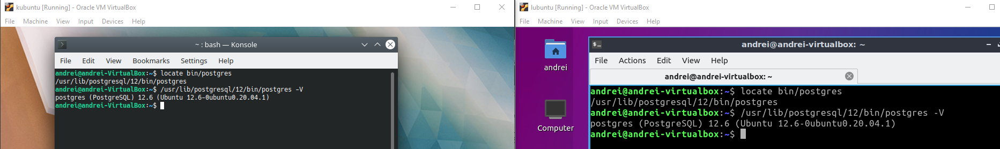 kubuntu [Running] - Oracle VM VirtualBox
File Machine View Input Devices Help
~ : bash — Konsole
File Edit View Bookmarks Settings Help
andrei@andrei-VirtualBox:~$ locate bin/postgres
/usr/lib/postgresql/12/bin/postgres
andrei@andrei-VirtualBox:~$ /usr/lib/postgresql/12/bin/postgres -V
postgres (PostgreSQL) 12.6 (Ubuntu 12.6-0ubuntu0.20.04.1)
andrei@andrei-VirtualBox:~$
lubuntu [Running] - Oracle VM VirtualBox
File Machine View Input Devices Help
andrei
Computer
andrei@andrei-virtualbox: ~
File Actions Edit View Help
andrei@andrei-virtualbox: ~
andrei@andrei-virtualbox:~$ locate bin/postgres
/usr/lib/postgresql/12/bin/postgres
andrei@andrei-virtualbox:~$ /usr/lib/postgresql/12/bin/postgres -V
postgres (PostgreSQL) 12.6 (Ubuntu 12.6-0ubuntu0.20.04.1)
andrei@andrei-virtualbox:~$